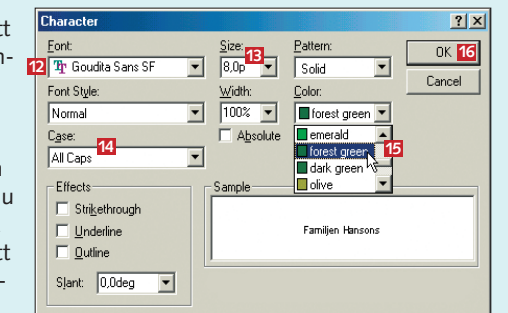 tt
n-
u
tt
-
Character
Font: Size: 13 Pattern:
12 Goudita Sans SF 8,0p Solid OK 16
Cancel
Font Style: Width: Color:
Normal 100% forest green
Case: 14 Absolute emerald
All Caps forest green 15
dark green
olive
Effects Sample
Strikethrough
Underline Familjen Hansons
Outline
Slant: 0,0deg